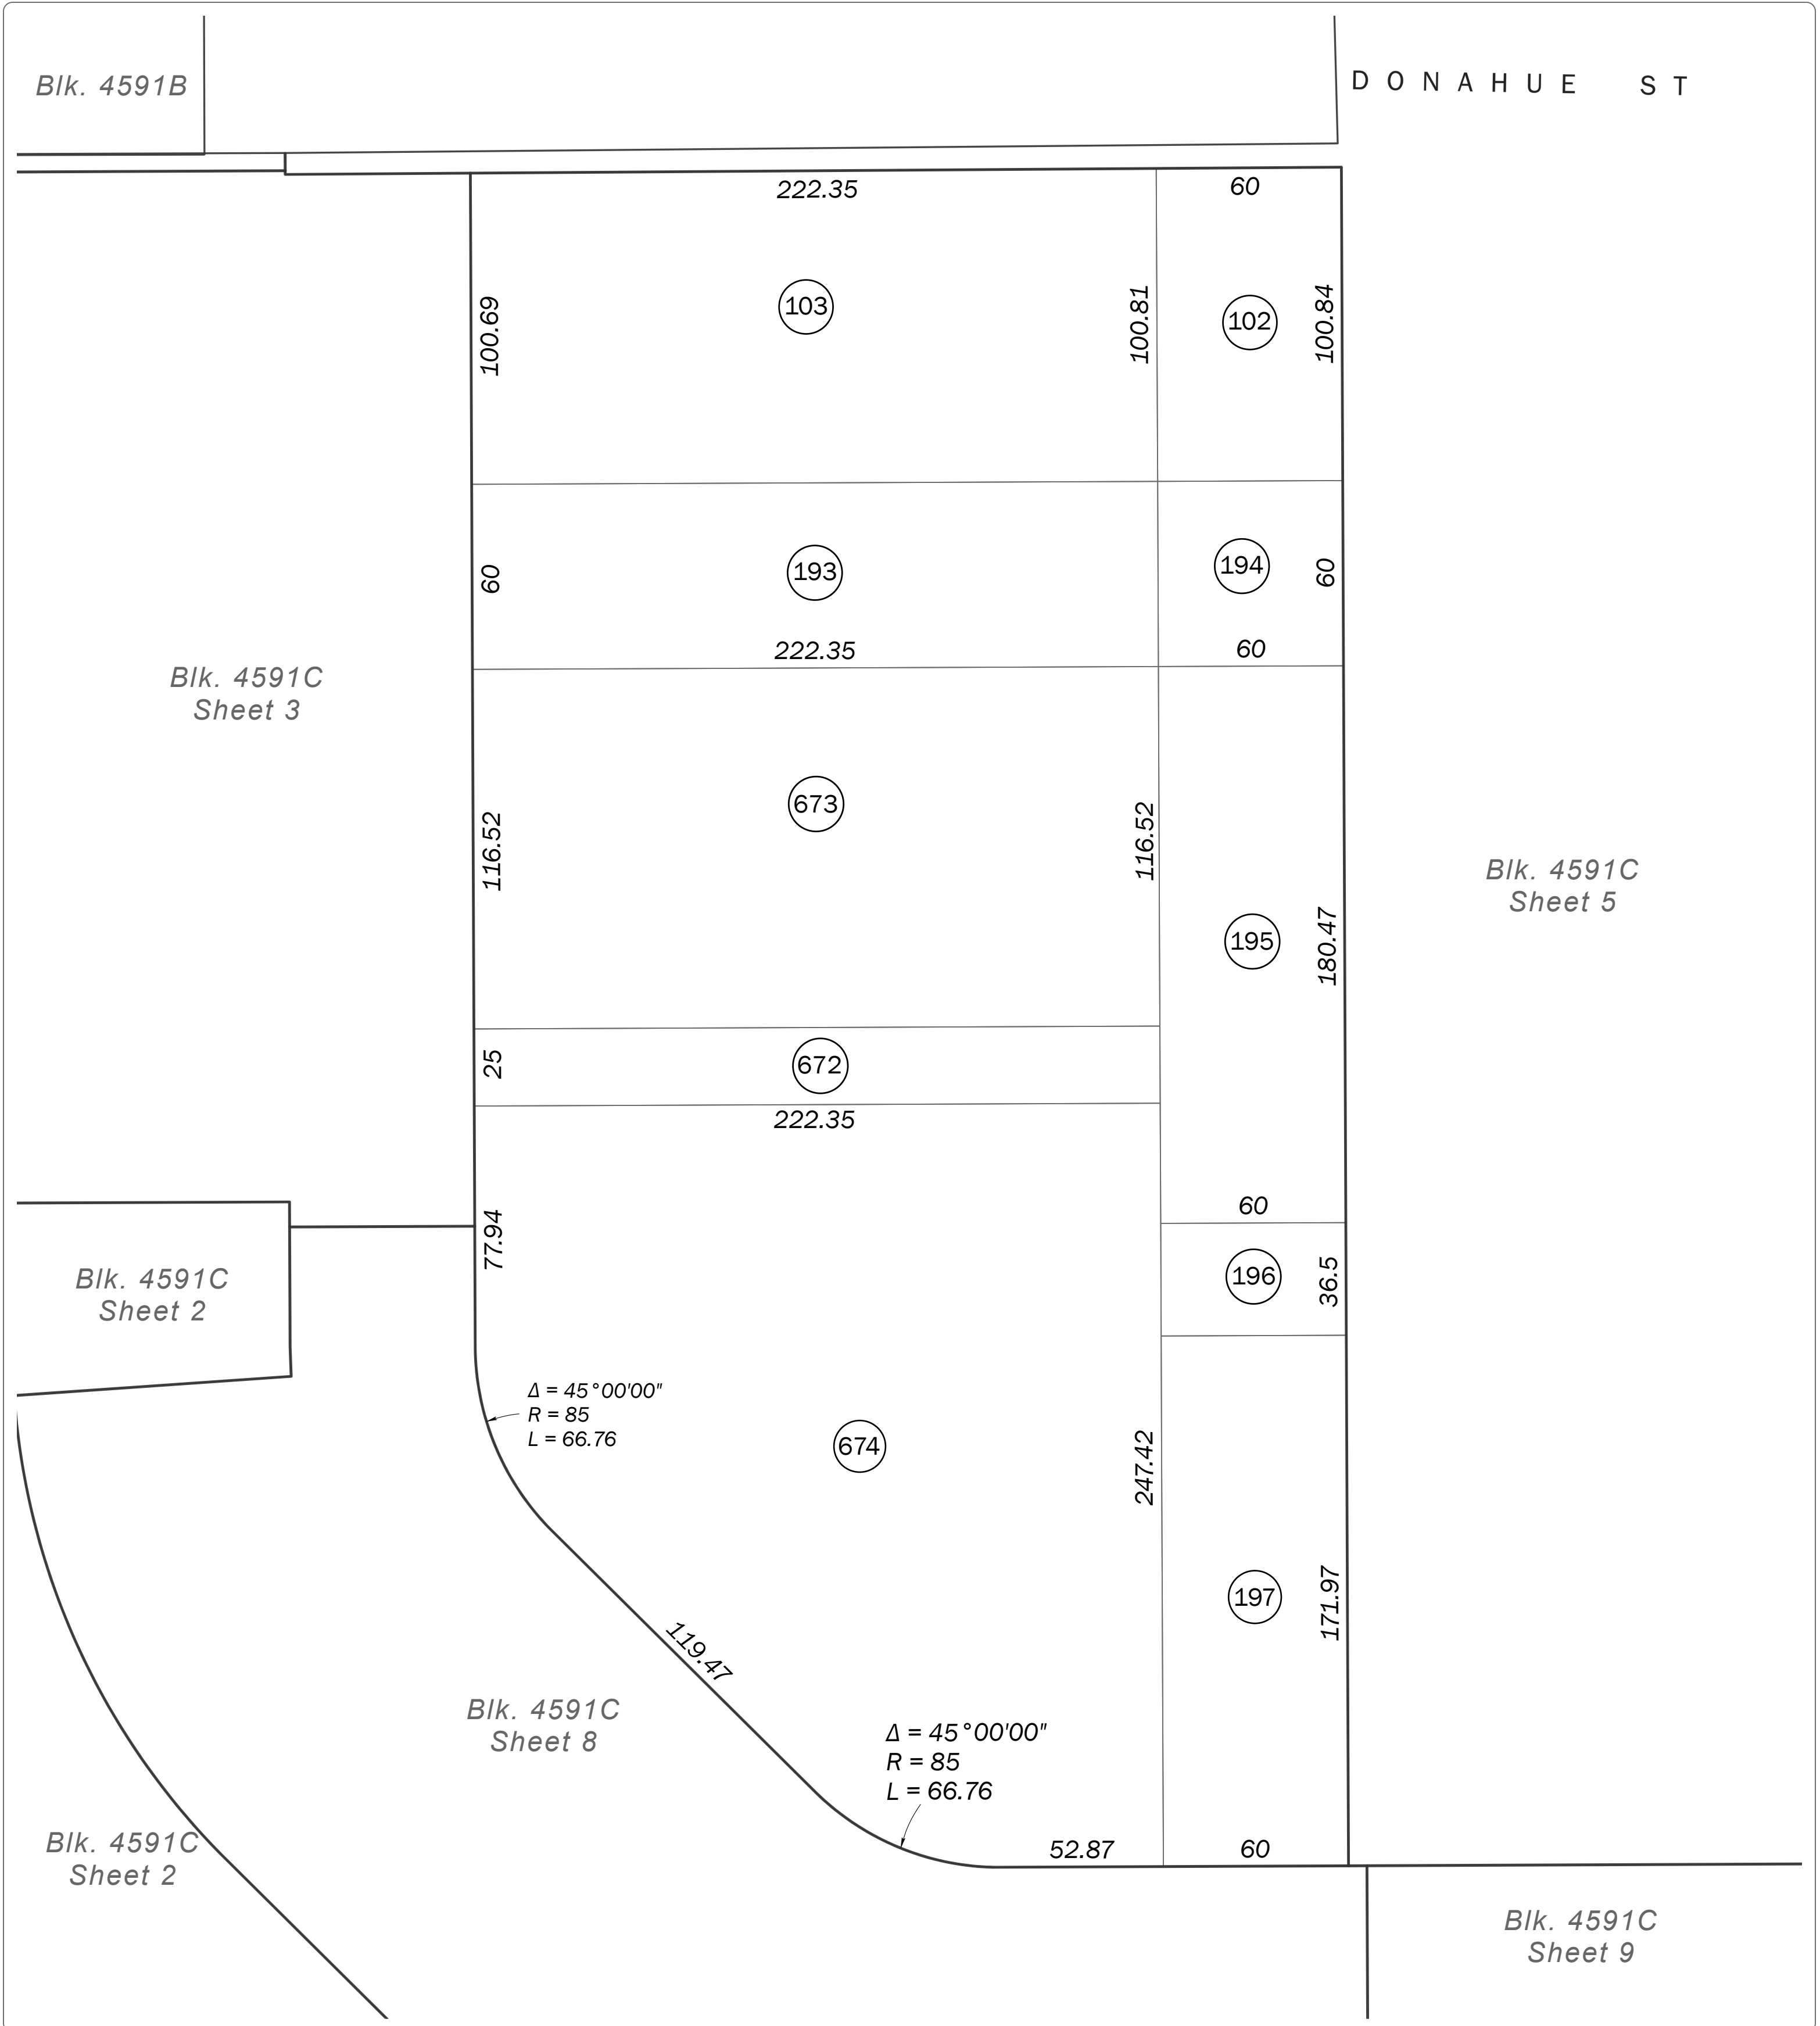 Blk. 4591B
DONAHUE ST
222.35
60
100.69
103
100.81
102
100.84
60
193
194
60
222.35
60
Blk. 4591C
Sheet 3
116.52
673
116.52
Blk. 4591C
Sheet 5
195
180.47
25
672
222.35
77.94
60
Blk. 4591C
Sheet 2
196
36.5
Δ = 45°00'00"
R = 85
L = 66.76
674
247.42
197
171.97
119.47
Blk. 4591C
Sheet 8
Δ = 45°00'00"
R = 85
L = 66.76
Blk. 4591C
Sheet 2
52.87
60
Blk. 4591C
Sheet 9